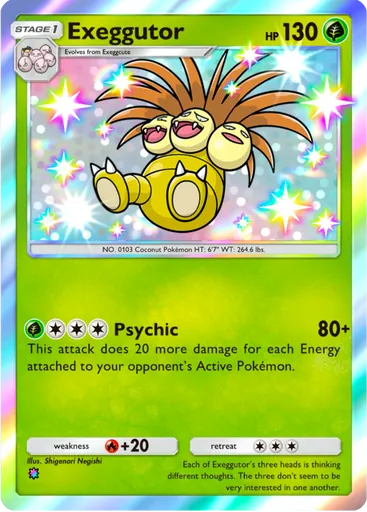 STAGE 1
Exeggutor
HP 130
Evolves from Exeggcute
NO. 0103 Coconut Pokémon HT: 6'7" WT: 264.6 lbs.
Psychic 80+
This attack does 20 more damage for each Energy
attached to your opponent's Active Pokémon.
weakness +20 retreat
Illus. Shigenori Negishi
Each of Exeggutor's three heads is thinking
different thoughts. The three don't seem to be
very interested in one another.